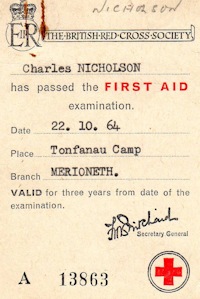 NICHOLSON
E II R THE·BRITISH·RED·CROSS·SOCIETY
Charles NICHOLSON
has passed the FIRST AID
examination.
Date 22. 10. 64
Place Tonfanau Camp
Branch MERIONETH.
VALID for three years from date of the
examination.
Secretary General
A 13863